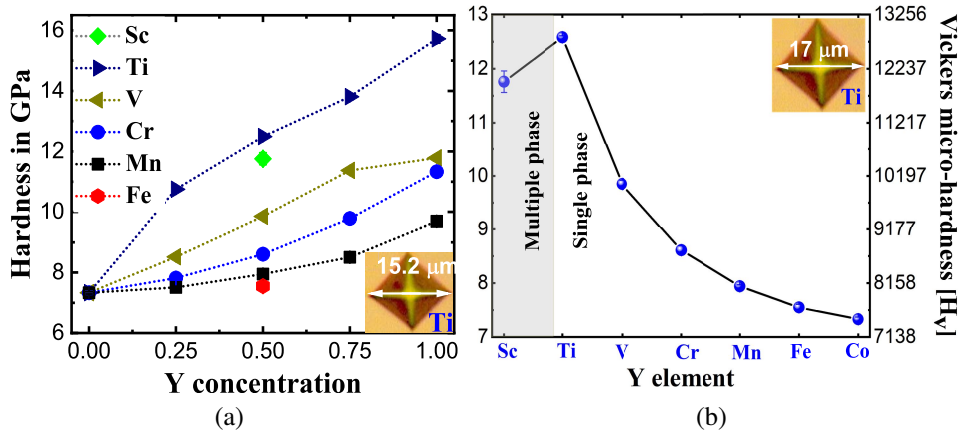 (a)
Hardness in GPa
16
14
12
10
8
6
Sc
Ti
V
Cr
Mn
Fe
15.2 μm
Ti
0.00 0.25 0.50 0.75 1.00
Y concentration
(a)
13
12
11
10
9
8
7
(b)
17 μm
Ti
Multiple phase
Single phase
13256
12237
11217
10197
9177
8158
7138
Vickers micro-hardness [HV]
Sc Ti V Cr Mn Fe Co
Y element
(b)